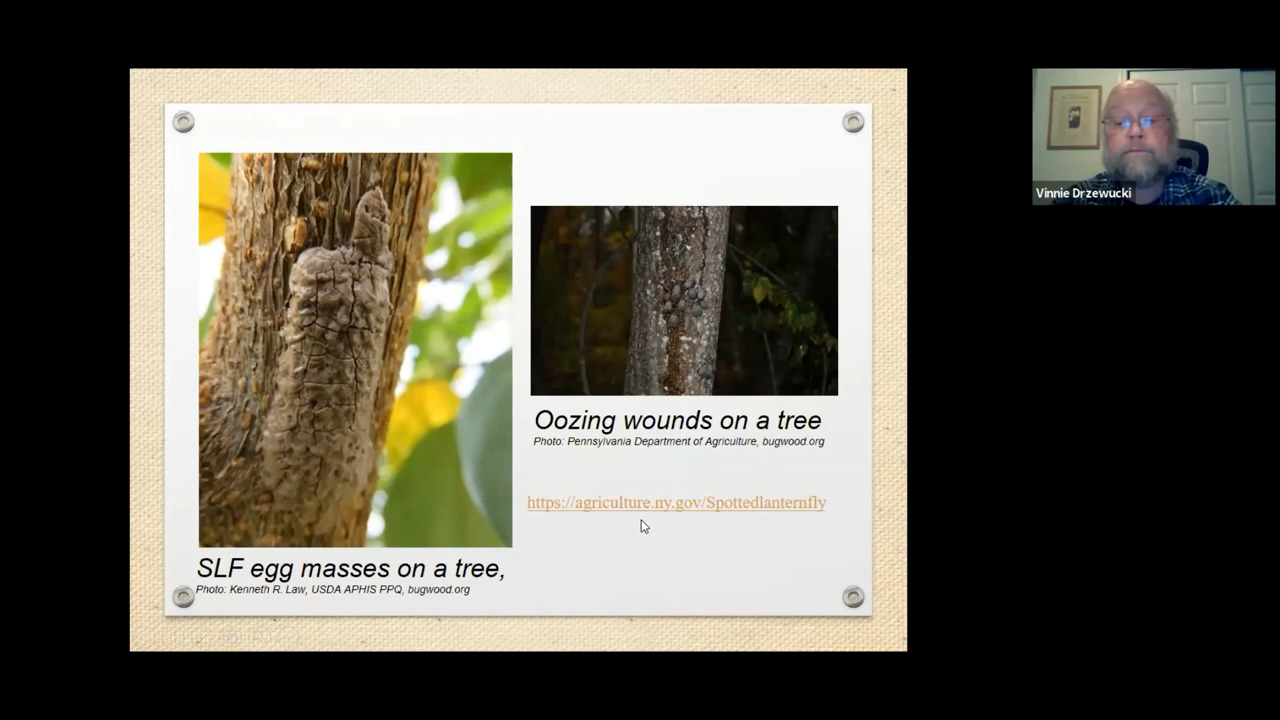 SLF egg masses on a tree,
Photo: Kenneth R. Law, USDA APHIS PPQ, bugwood.org
Oozing wounds on a tree
Photo: Pennsylvania Department of Agriculture, bugwood.org
https://agriculture.ny.gov/Spottedlanternfly
Vinnie Drzewucki